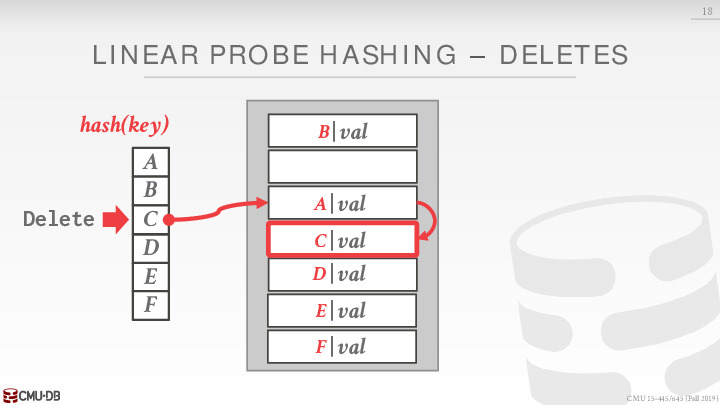 18
LINEAR PROBE HASHING – DELETES
hash(key)
A
B
Delete C
D
E
F
B|val
A|val
C|val
D|val
E|val
F|val
CMU·DB
CMU 15-445/645 (Fall 2019)